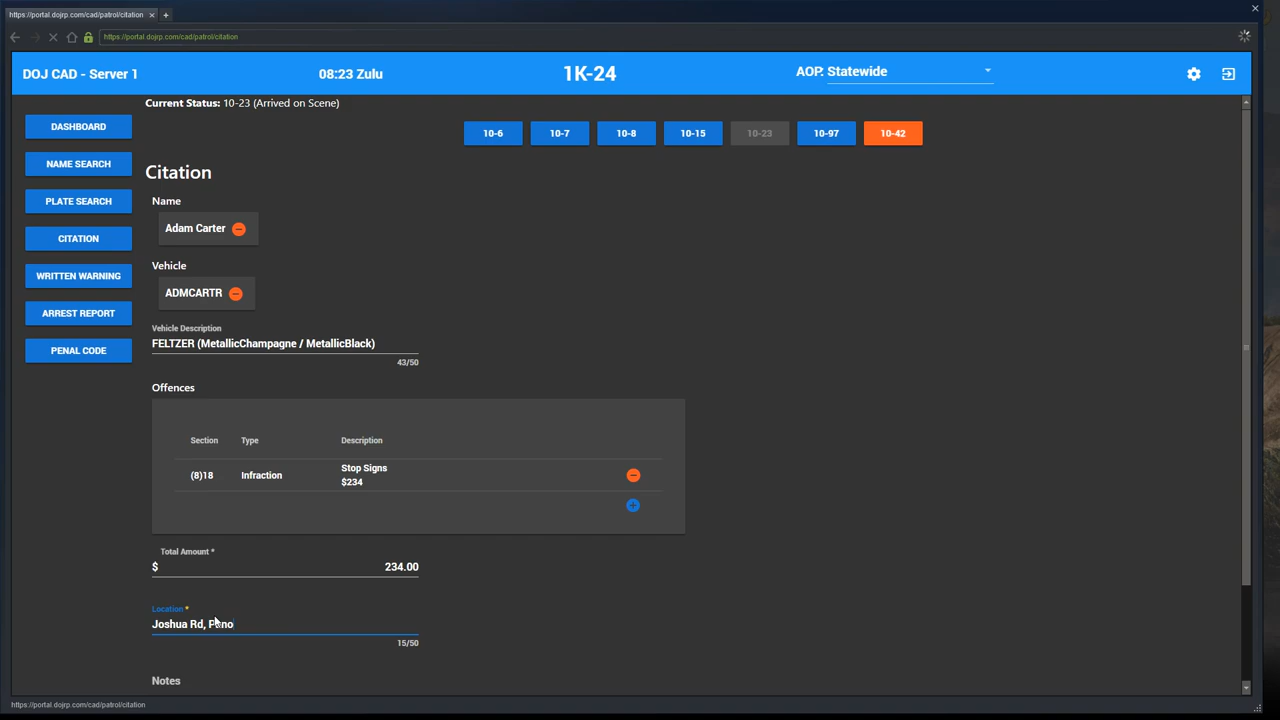 https://portal.dojrp.com/cad/patrol/citation
https://portal.dojrp.com/cad/patrol/citation
DOJ CAD - Server 1
08:23 Zulu
1K-24
AOP: Statewide
Current Status: 10-23 (Arrived on Scene)
DASHBOARD
NAME SEARCH
PLATE SEARCH
CITATION
WRITTEN WARNING
ARREST REPORT
PENAL CODE
10-6
10-7
10-8
10-15
10-23
10-97
10-42
Citation
Name
Adam Carter
Vehicle
ADMCARTR
Vehicle Description
FELTZER (MetallicChampagne / MetallicBlack)
43/50
Offences
Section Type Description
(8)18 Infraction Stop Signs
$234
Total Amount *
$ 234.00
Location *
Joshua Rd,
15/50
Notes
https://portal.dojrp.com/cad/patrol/citation